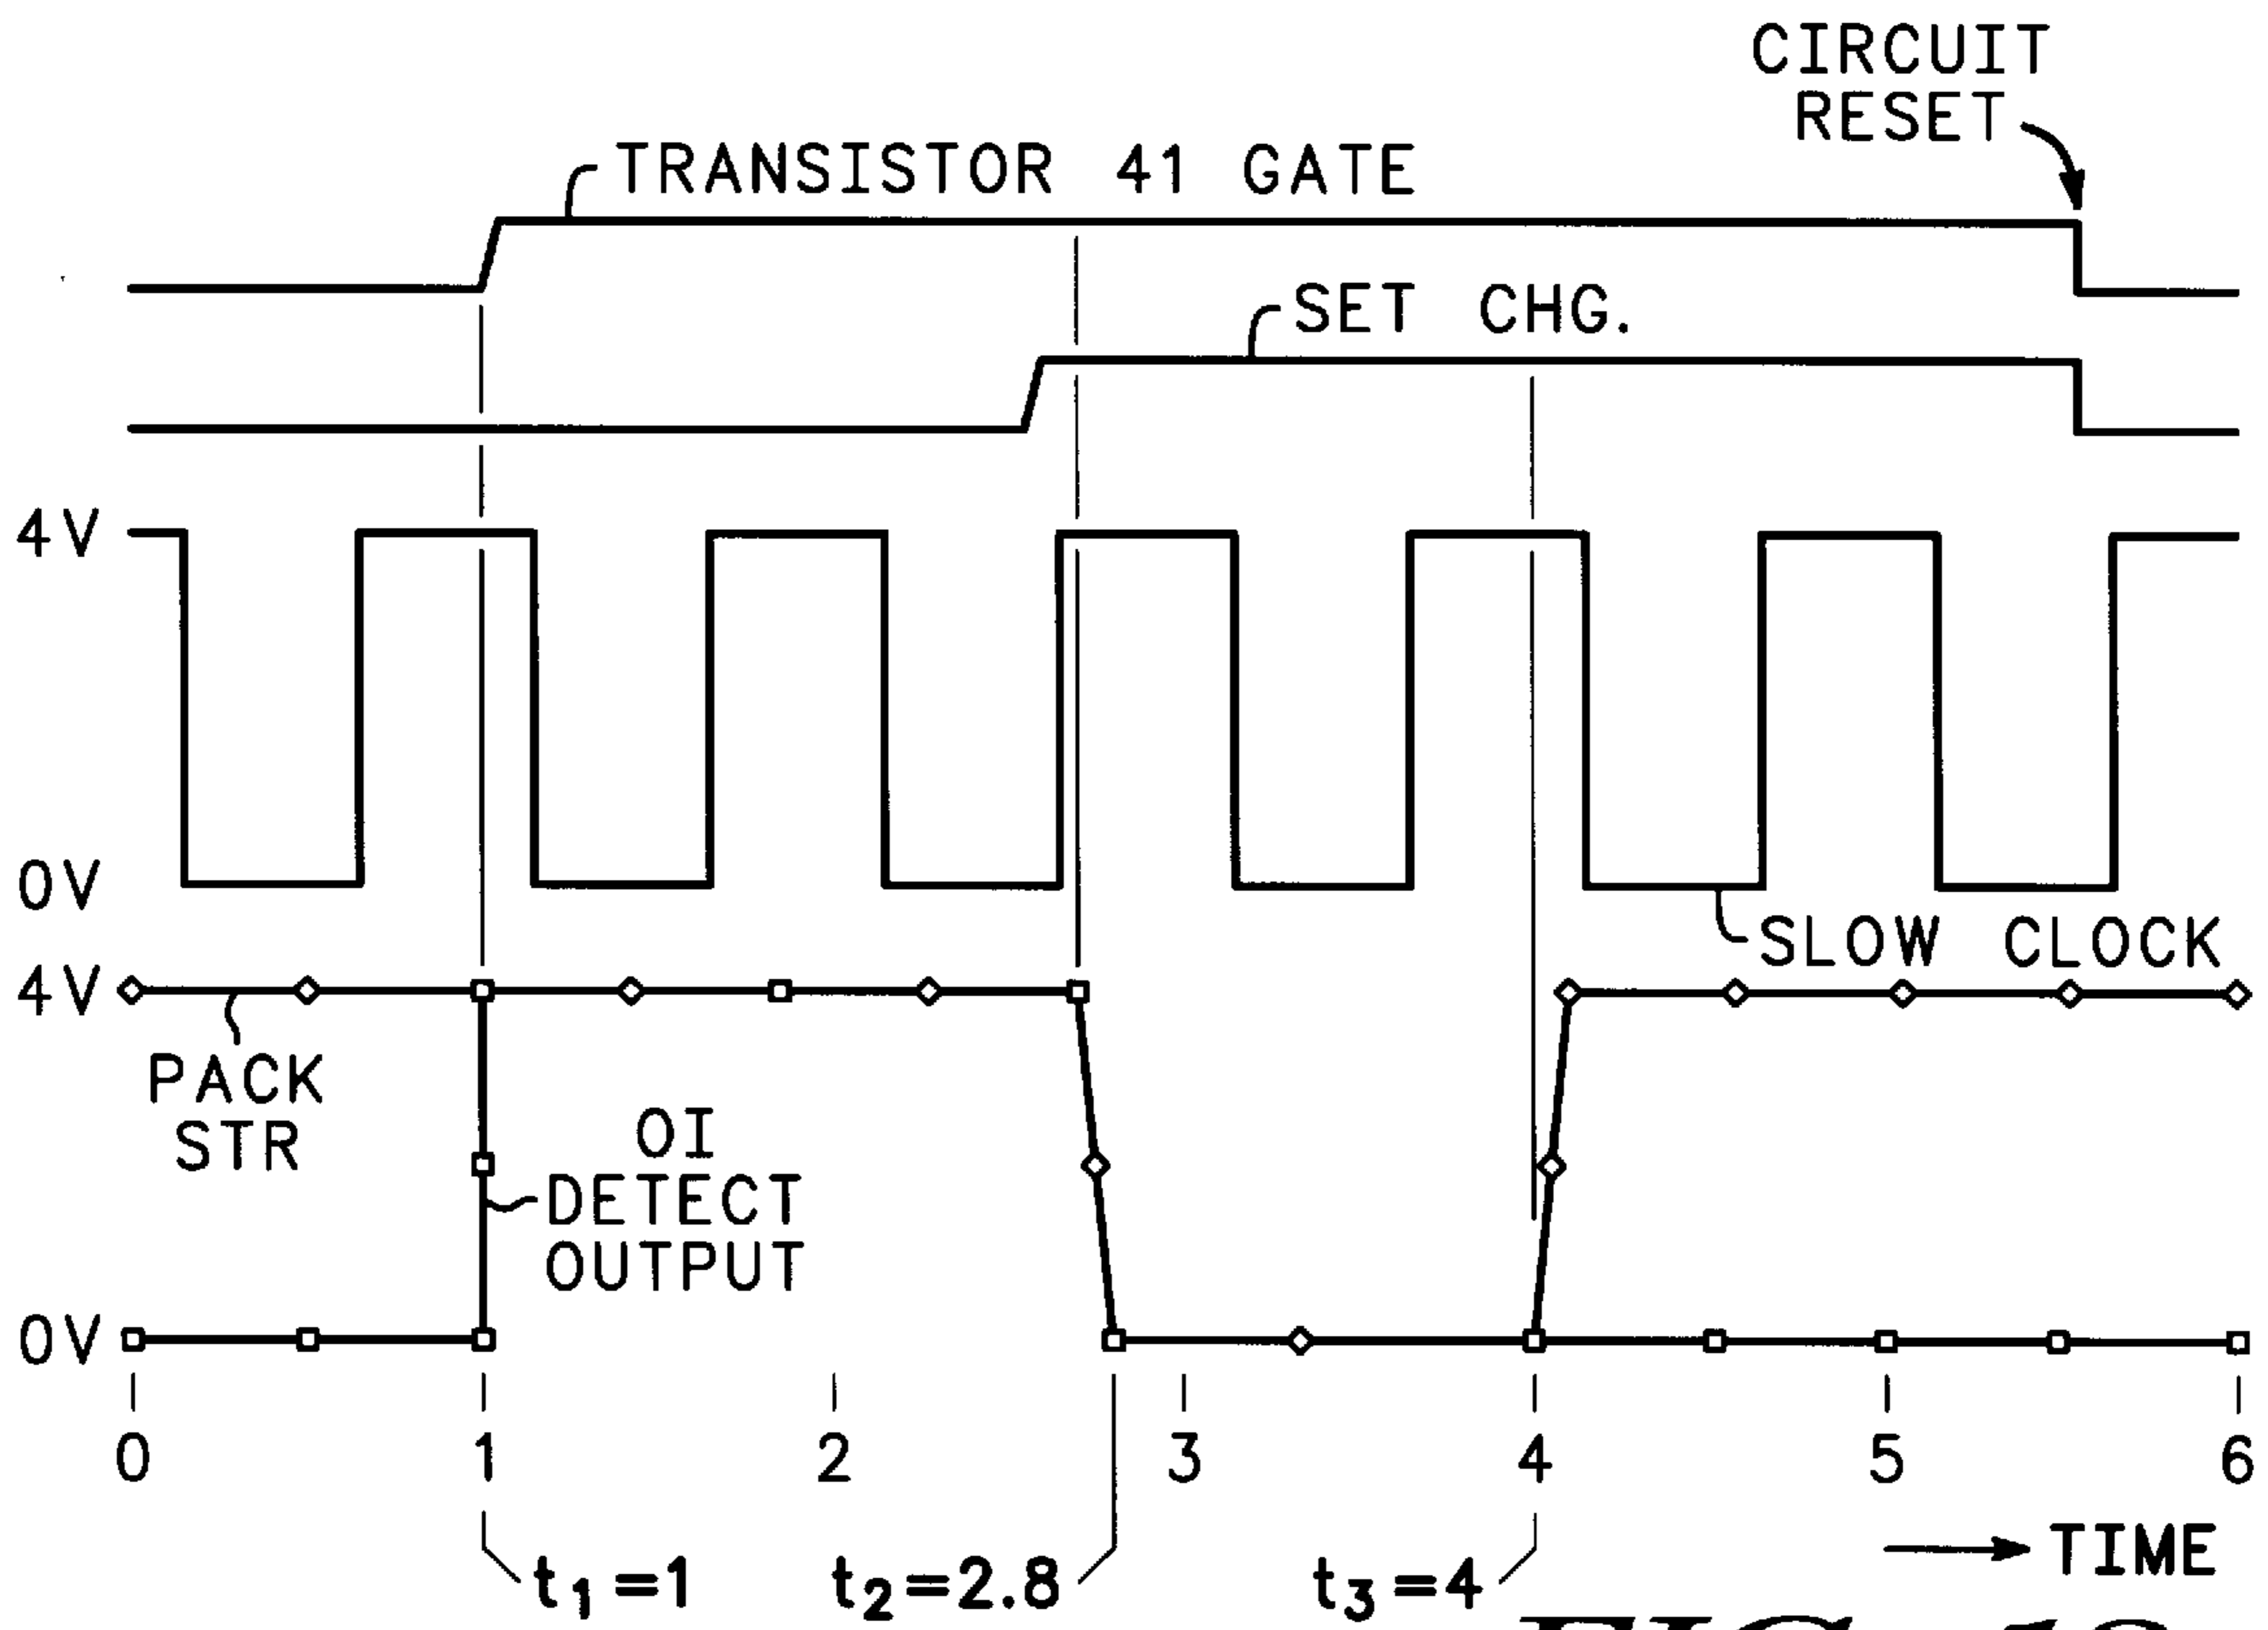 CIRCUIT
RESET
TRANSISTOR 41 GATE
SET CHG.
4V
0V
SLOW CLOCK
4V
PACK
STR
OI
DETECT
OUTPUT
0V
0 1 2 3 4 5 6
t1=1 t2=2.8 t3=4 TIME